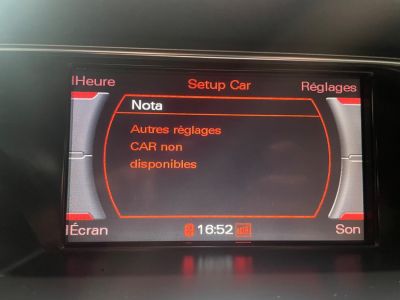 Heure
Setup Car
Réglages
Nota
Autres réglages
CAR non
disponibles
Écran
16:52
Son